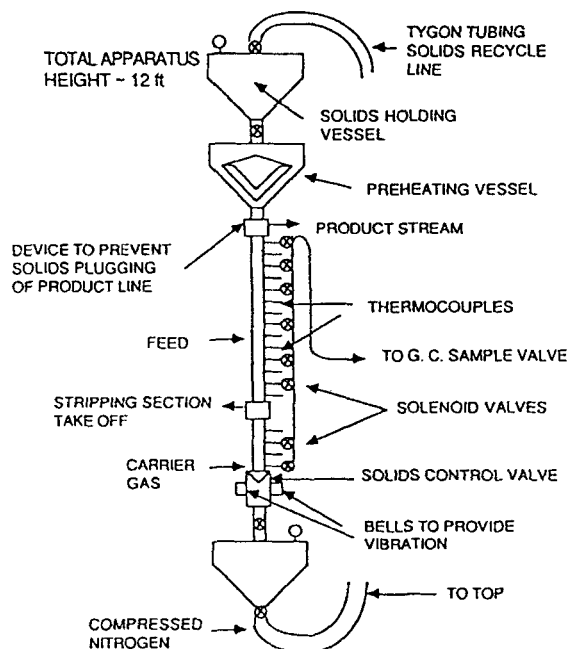 TOTAL APPARATUS
HEIGHT ~ 12 ft
TYGON TUBING
SOLIDS RECYCLE
LINE
SOLIDS HOLDING
VESSEL
PREHEATING VESSEL
PRODUCT STREAM
DEVICE TO PREVENT
SOLIDS PLUGGING
OF PRODUCT LINE
THERMOCOUPLES
FEED
TO G. C. SAMPLE VALVE
STRIPPING SECTION
TAKE OFF
SOLENOID VALVES
CARRIER
GAS
SOLIDS CONTROL VALVE
BELLS TO PROVIDE
VIBRATION
TO TOP
COMPRESSED
NITROGEN